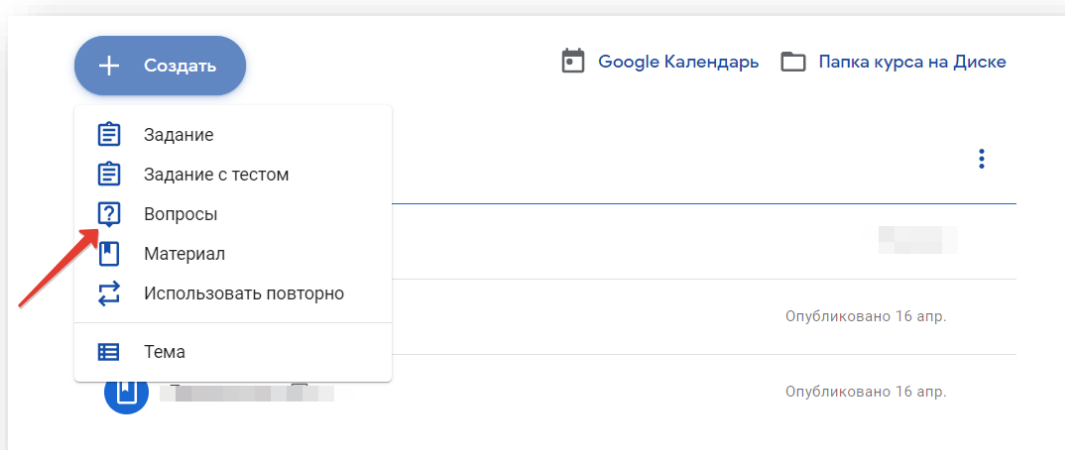 Создать
Google Календарь
Папка курса на Диске
Задание
Задание с тестом
Вопросы
Материал
Использовать повторно
Тема
Опубликовано 16 апр.
Опубликовано 16 апр.